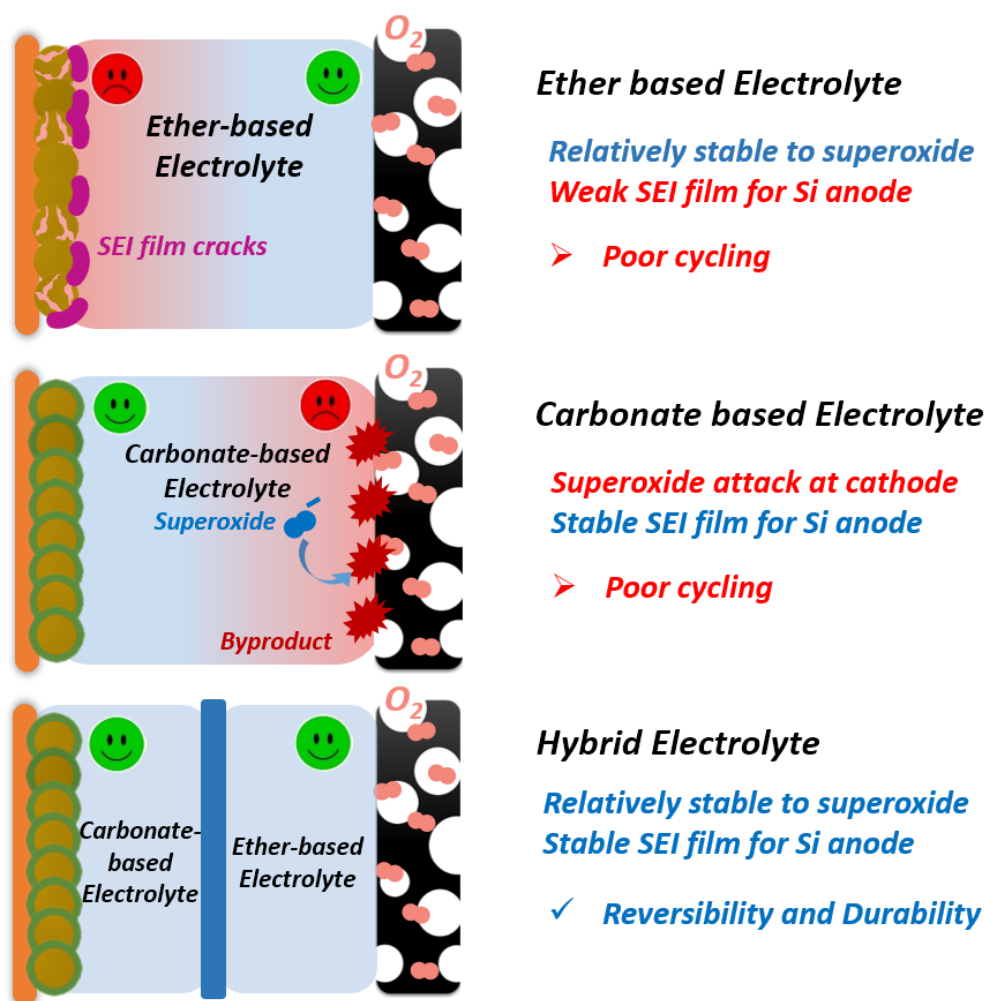 O2
Ether-based
Electrolyte
SEI film cracks
Ether based Electrolyte
Relatively stable to superoxide
Weak SEI film for Si anode
➢ Poor cycling
O2
Carbonate-based
Electrolyte
Superoxide
Byproduct
Carbonate based Electrolyte
Superoxide attack at cathode
Stable SEI film for Si anode
➢ Poor cycling
O2
Carbonate-
based
Electrolyte
Ether-based
Electrolyte
Hybrid Electrolyte
Relatively stable to superoxide
Stable SEI film for Si anode
✓ Reversibility and Durability